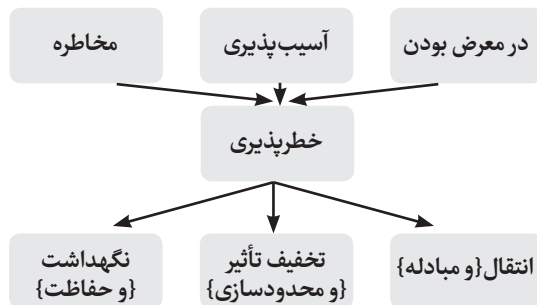 در معرض بودن
آسیب‌پذیری
مخاطره
خطرپذیری
انتقال{و مبادله}
تخفیف تأثیر
{و محدودسازی}
نگهداشت
{و حفاظت}